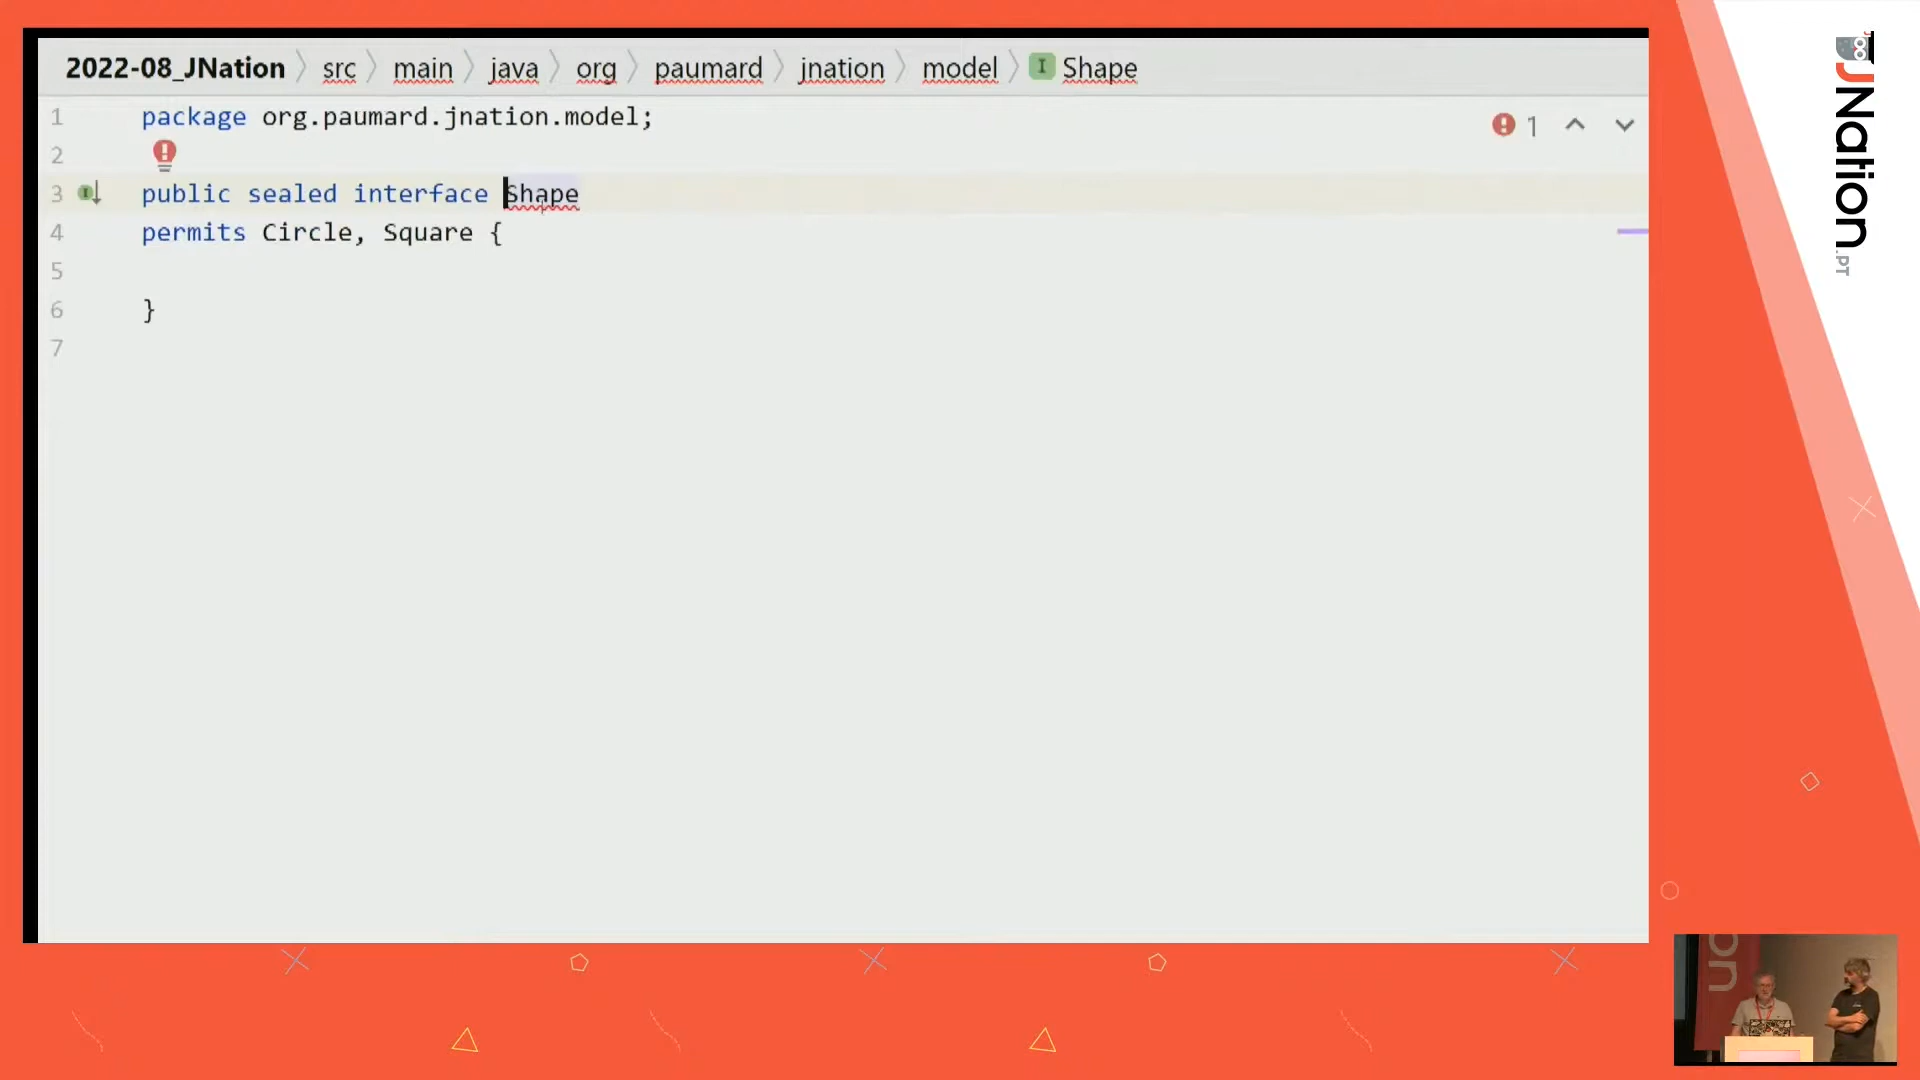 2022-08_JNation src main java org paumard jnation model I Shape
1 package org.paumard.jnation.model;
2
3 public sealed interface Shape
4 permits Circle, Square {
5
6 }
7
1
JNation.PT
on